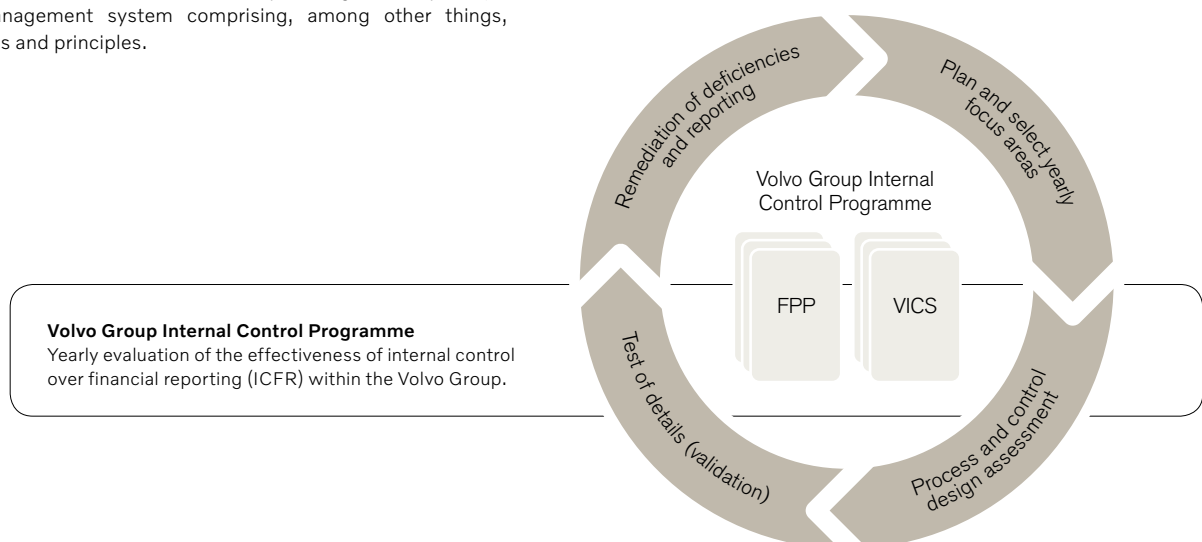 management system comprising, among other things,
s and principles.
Remediation of deficiencies
and reporting
Plan and select yearly
focus areas
Volvo Group Internal
Control Programme
FPP
VICS
Volvo Group Internal Control Programme
Yearly evaluation of the effectiveness of internal control
over financial reporting (ICFR) within the Volvo Group.
Test of details (validation)
Process and control
design assessment